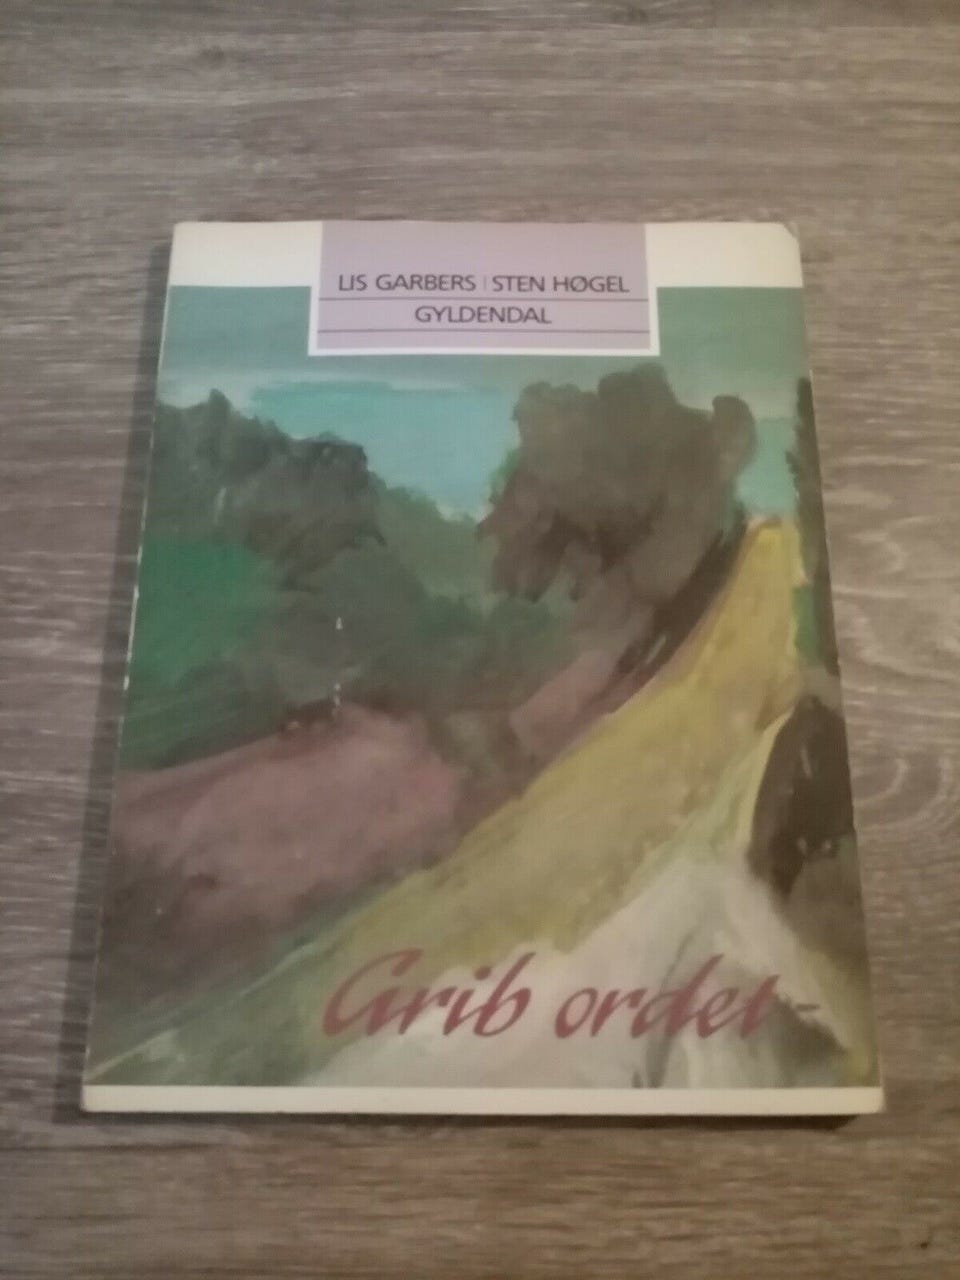 LIS GARBERS | STEN HØGEL
GYLDENDAL
Grib ordet -